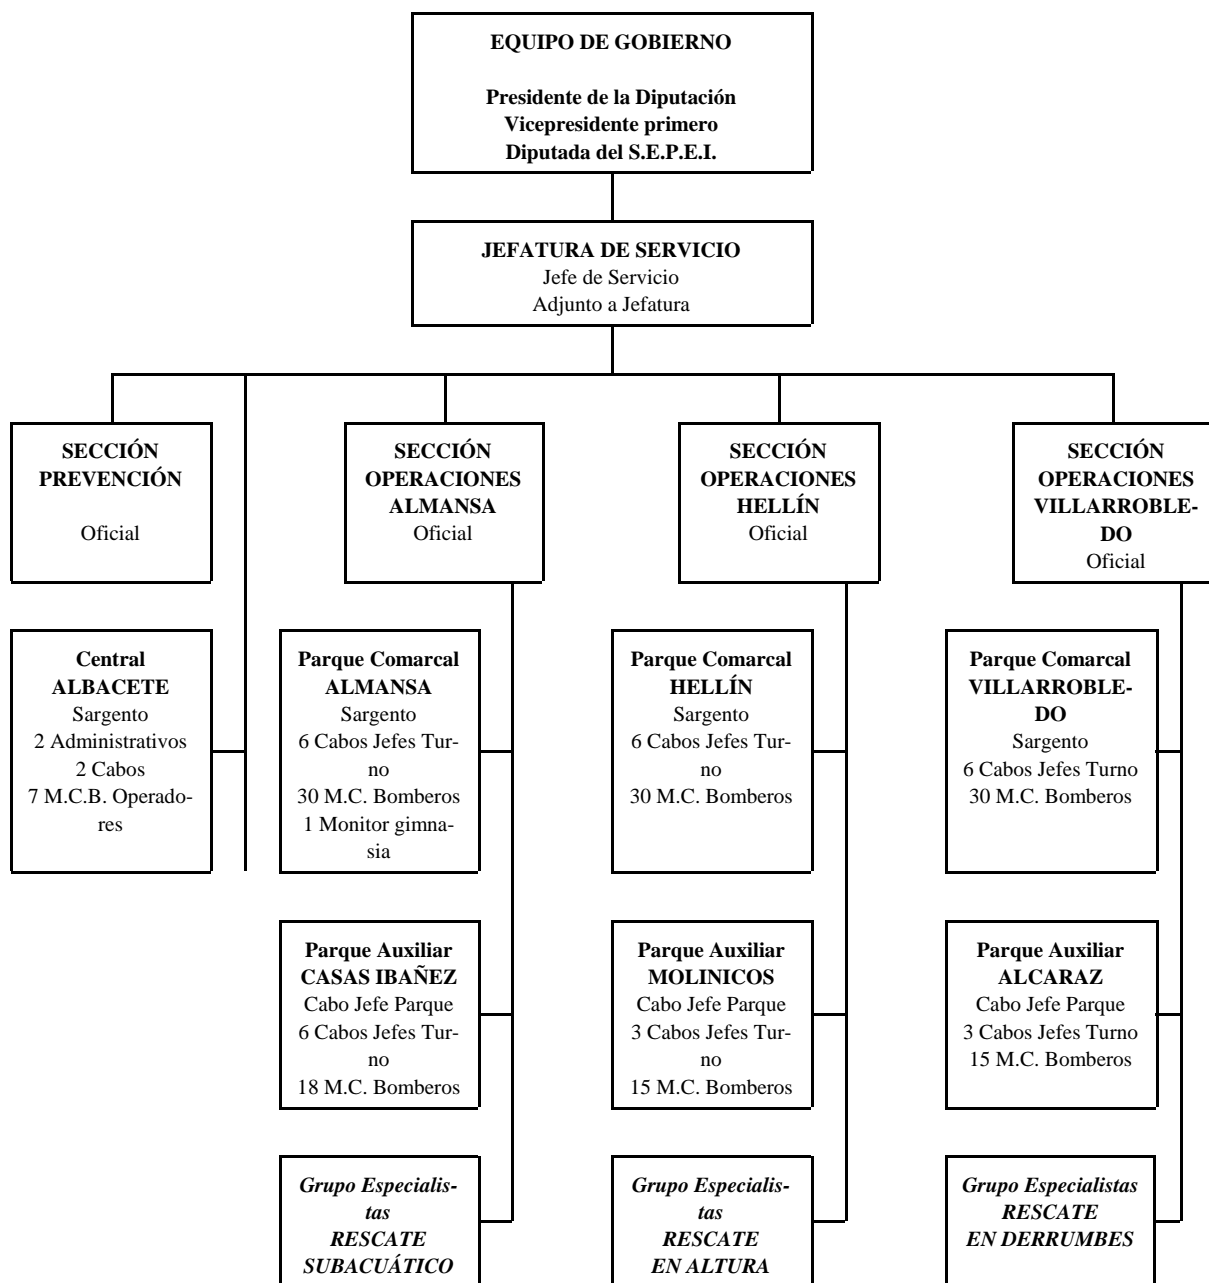 EQUIPO DE GOBIERNO
Presidente de la Diputación
Vicepresidente primero
Diputada del S.E.P.E.I.
JEFATURA DE SERVICIO
Jefe de Servicio
Adjunto a Jefatura
SECCIÓN
PREVENCIÓN
Oficial
SECCIÓN
OPERACIONES
ALMANSA
Oficial
SECCIÓN
OPERACIONES
HELLÍN
Oficial
SECCIÓN
OPERACIONES
VILLARROBLE-
DO
Oficial
Central
ALBACETE
Sargento
2 Administrativos
2 Cabos
7 M.C.B. Operado-
res
Parque Comarcal
ALMANSA
Sargento
6 Cabos Jefes Tur-
no
30 M.C. Bomberos
1 Monitor gimna-
sia
Parque Comarcal
HELLÍN
Sargento
6 Cabos Jefes Tur-
no
30 M.C. Bomberos
Parque Comarcal
VILLARROBLE-
DO
Sargento
6 Cabos Jefes Turno
30 M.C. Bomberos
Parque Auxiliar
CASAS IBAÑEZ
Cabo Jefe Parque
6 Cabos Jefes Tur-
no
18 M.C. Bomberos
Parque Auxiliar
MOLINICOS
Cabo Jefe Parque
3 Cabos Jefes Tur-
no
15 M.C. Bomberos
Parque Auxiliar
ALCARAZ
Cabo Jefe Parque
3 Cabos Jefes Turno
15 M.C. Bomberos
Grupo Especialis-
tas
RESCATE
SUBACUÁTICO
Grupo Especialis-
tas
RESCATE
EN ALTURA
Grupo Especialistas
RESCATE
EN DERRUMBES